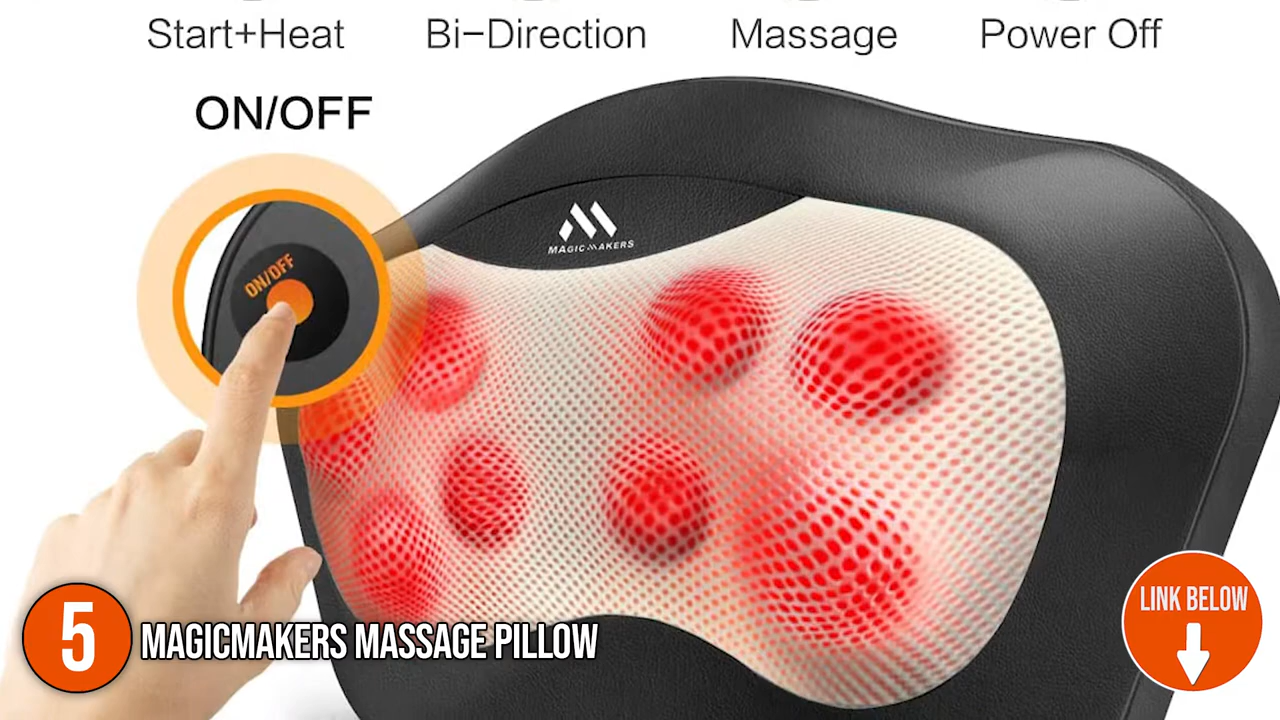 Start+Heat Bi-Direction Massage Power Off
ON/OFF
ON/OFF
MAGICMAKERS
5
MAGICMAKERS MASSAGE PILLOW
LINK BELOW